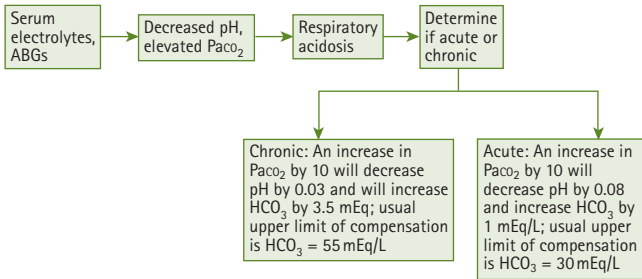 Serum
electrolytes,
ABGs
Decreased pH,
elevated PaCO₂
Respiratory
acidosis
Determine
if acute or
chronic
Chronic: An increase in
PaCO₂ by 10 will decrease
pH by 0.03 and will increase
HCO₃ by 3.5 mEq; usual
upper limit of compensation
is HCO₃ = 55 mEq/L
Acute: An increase in
PaCO₂ by 10 will
decrease pH by 0.08
and increase HCO₃ by
1 mEq/L; usual upper
limit of compensation
is HCO₃ = 30 mEq/L